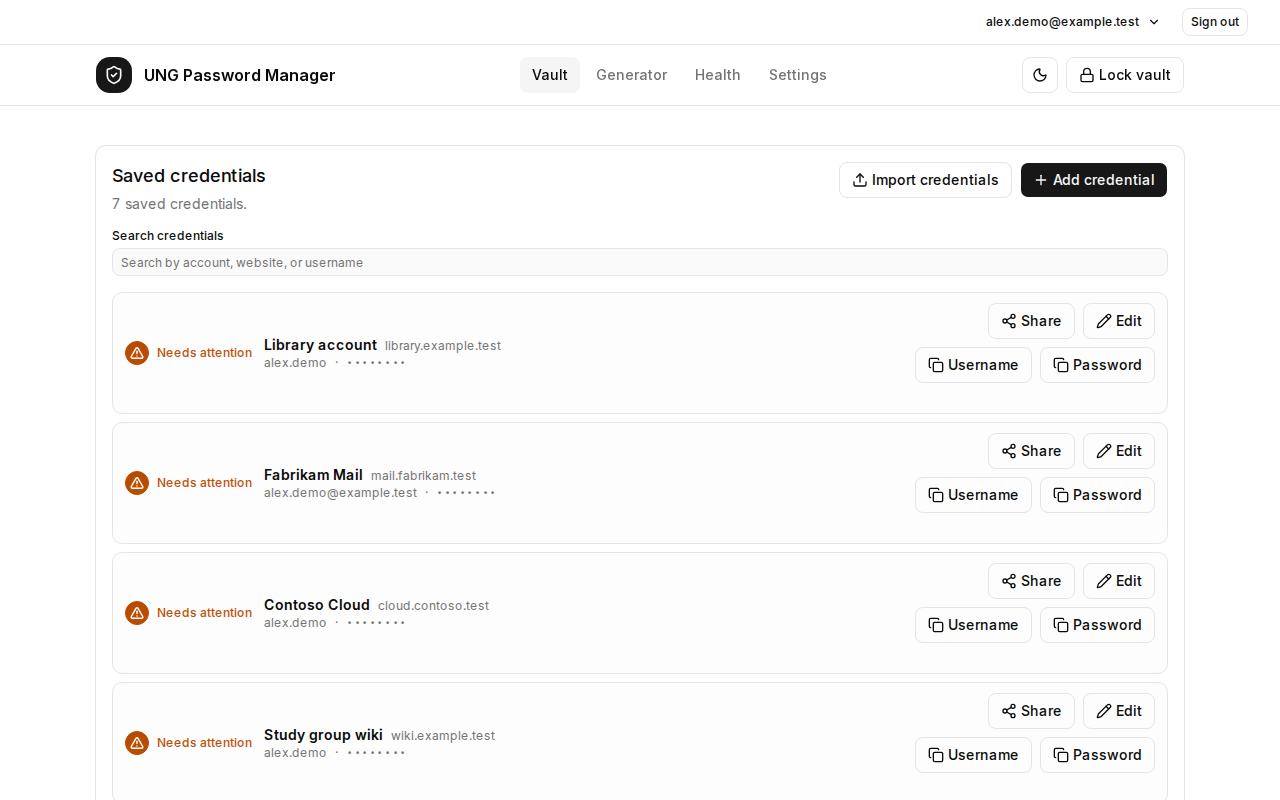 alex.demo@example.test
Sign out
UNG Password Manager
Vault
Generator
Health
Settings
Lock vault
Saved credentials
7 saved credentials.
Import credentials
Add credential
Search credentials
Search by account, website, or username
Needs attention
Library account library.example.test
alex.demo · ••••••••
Share
Edit
Username
Password
Needs attention
Fabrikam Mail mail.fabrikam.test
alex.demo@example.test · ••••••••
Share
Edit
Username
Password
Needs attention
Contoso Cloud cloud.contoso.test
alex.demo · ••••••••
Share
Edit
Username
Password
Needs attention
Study group wiki wiki.example.test
alex.demo · ••••••••
Share
Edit
Username
Password